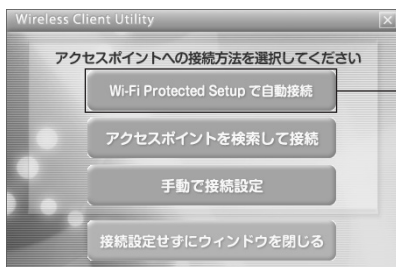 Wireless Client Utility
アクセスポイントへの接続方法を選択してください
Wi-Fi Protected Setup で自動接続
アクセスポイントを検索して接続
手動で接続設定
接続設定せずにウィンドウを閉じる